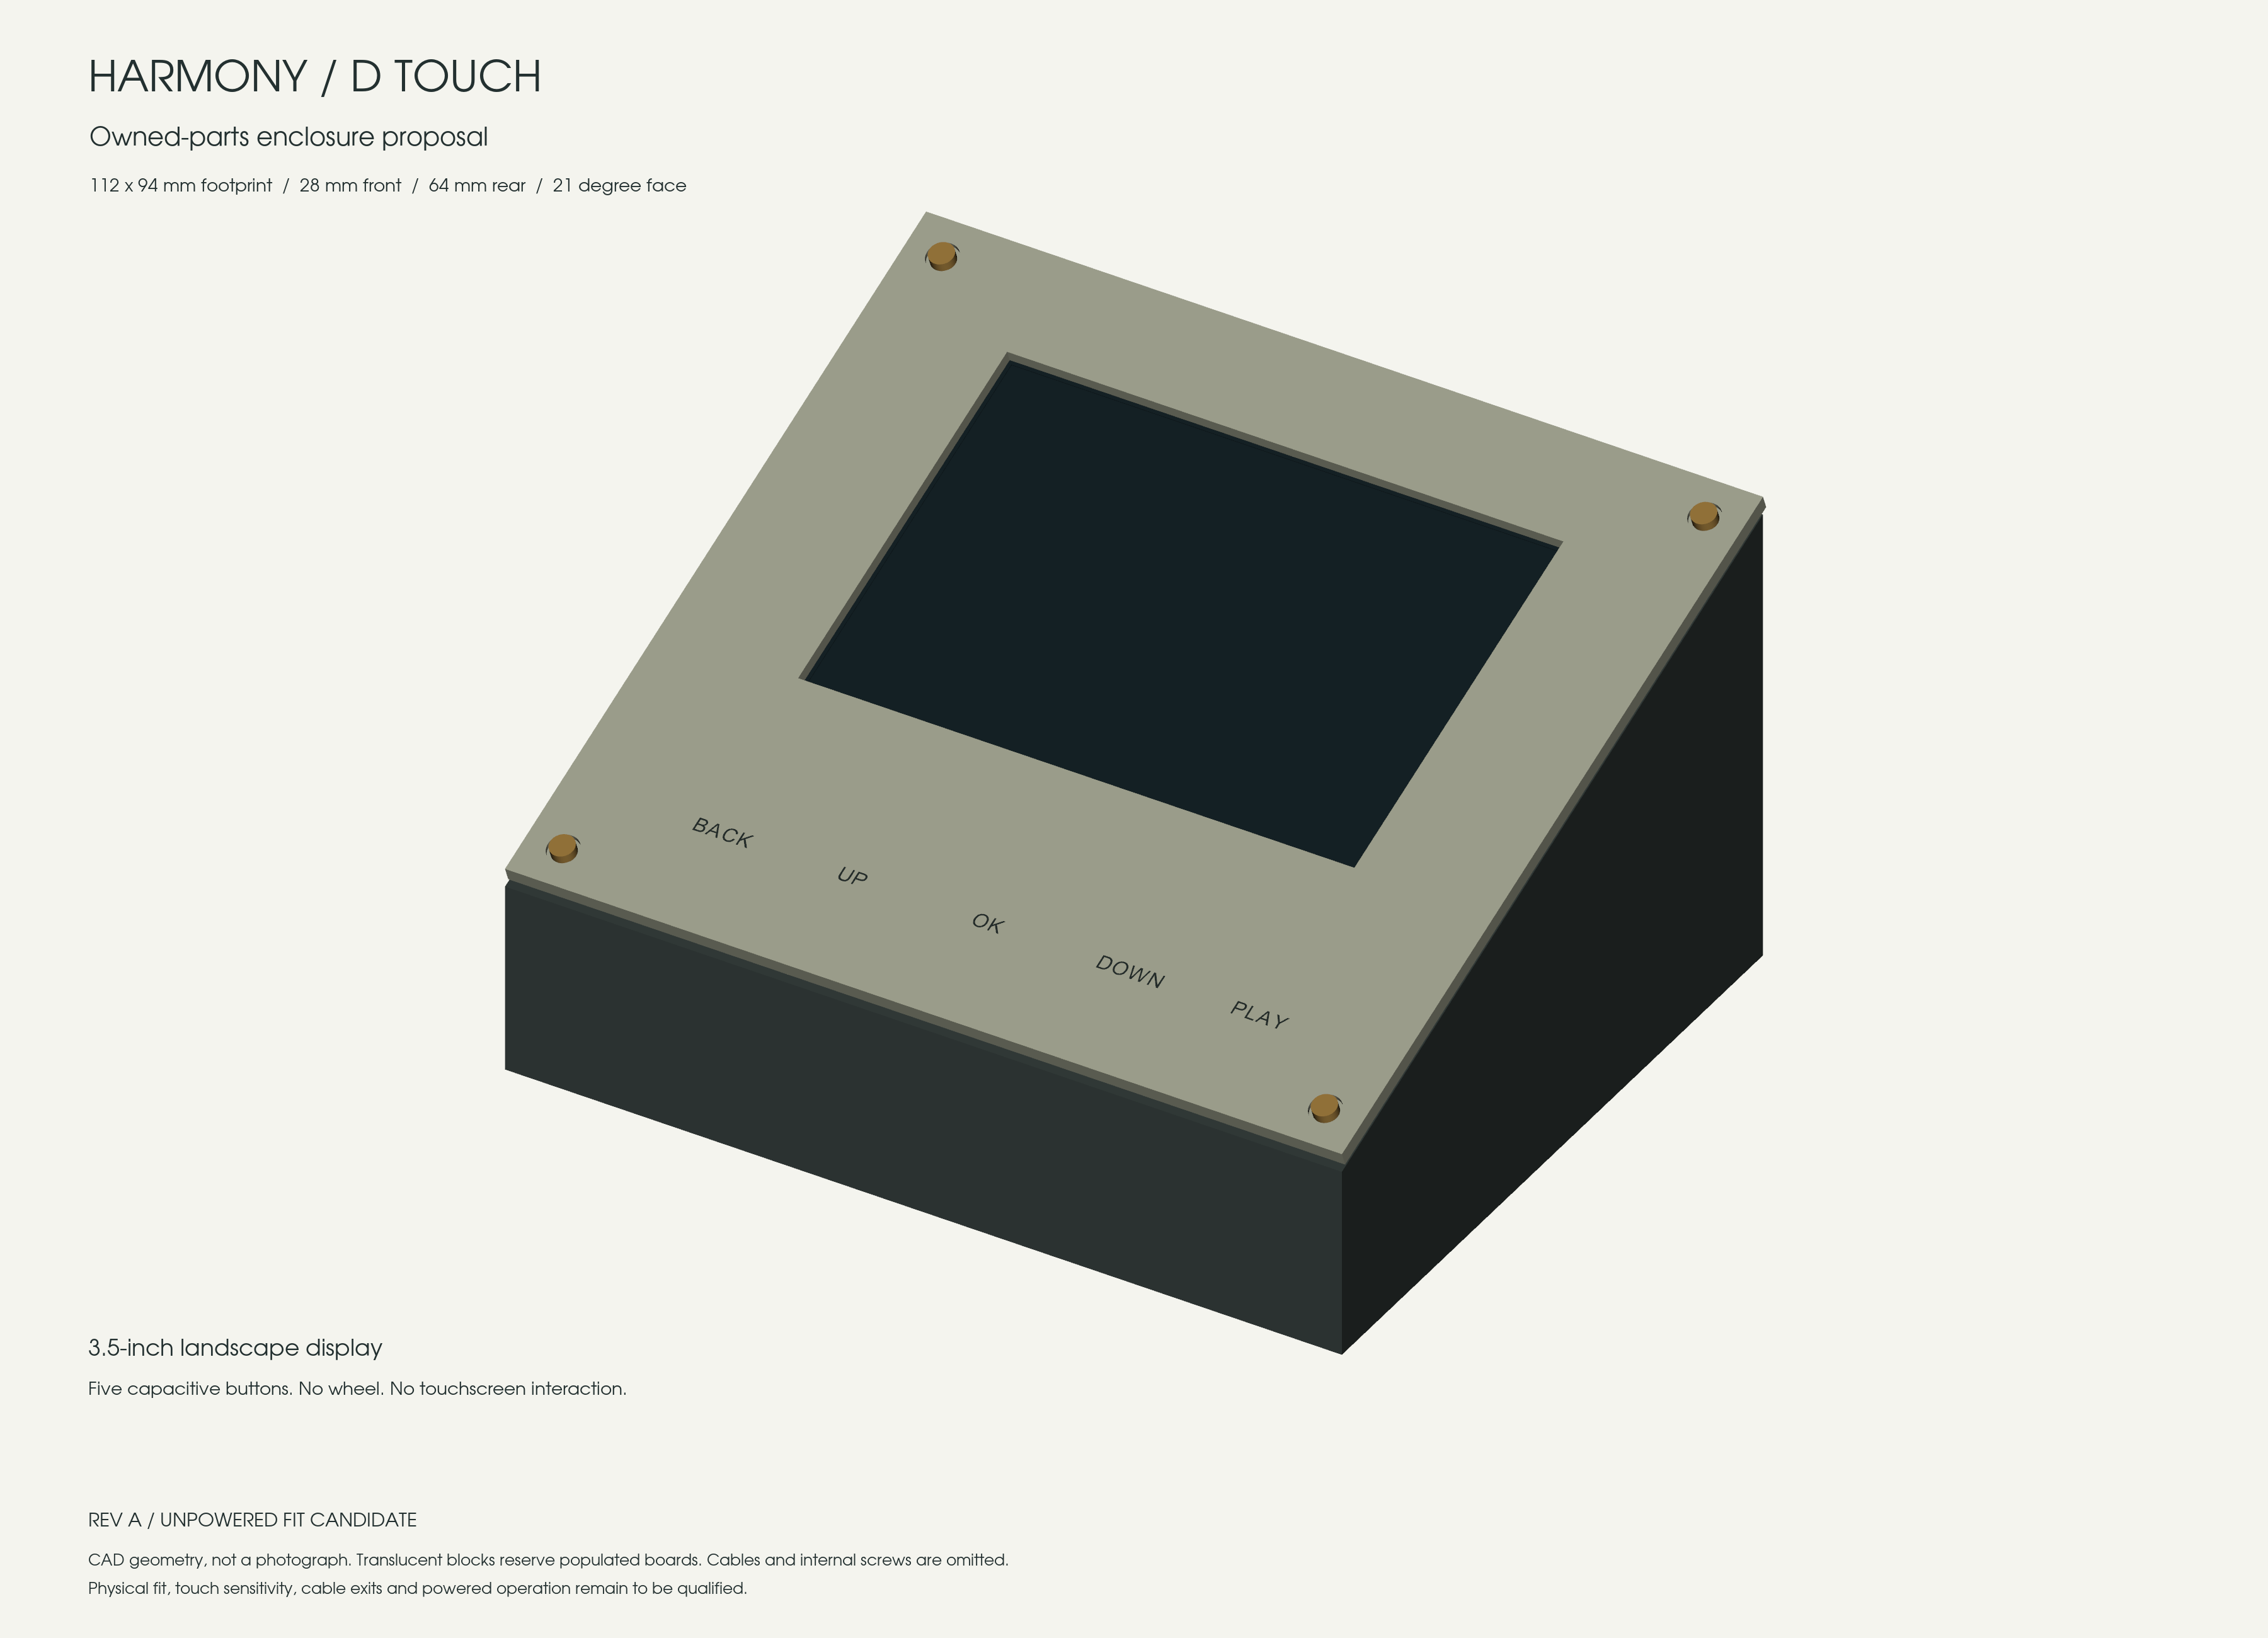 HARMONY / D TOUCH
Owned-parts enclosure proposal
112 x 94 mm footprint / 28 mm front / 64 mm rear / 21 degree face
BACK
UP
OK
DOWN
PLAY
3.5-inch landscape display
Five capacitive buttons. No wheel. No touchscreen interaction.
REV A / UNPOWERED FIT CANDIDATE
CAD geometry, not a photograph. Translucent blocks reserve populated boards. Cables and internal screws are omitted.
Physical fit, touch sensitivity, cable exits and powered operation remain to be qualified.